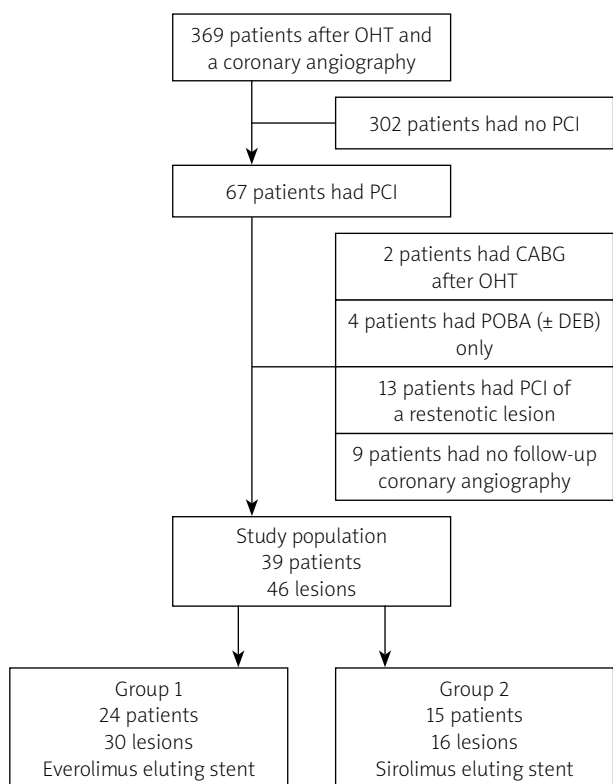 369 patients after OHT and
a coronary angiography
302 patients had no PCI
67 patients had PCI
2 patients had CABG
after OHT
4 patients had POBA (± DEB)
only
13 patients had PCI of
a restenotic lesion
9 patients had no follow-up
coronary angiography
Study population
39 patients
46 lesions
Group 1
24 patients
30 lesions
Everolimus eluting stent
Group 2
15 patients
16 lesions
Sirolimus eluting stent